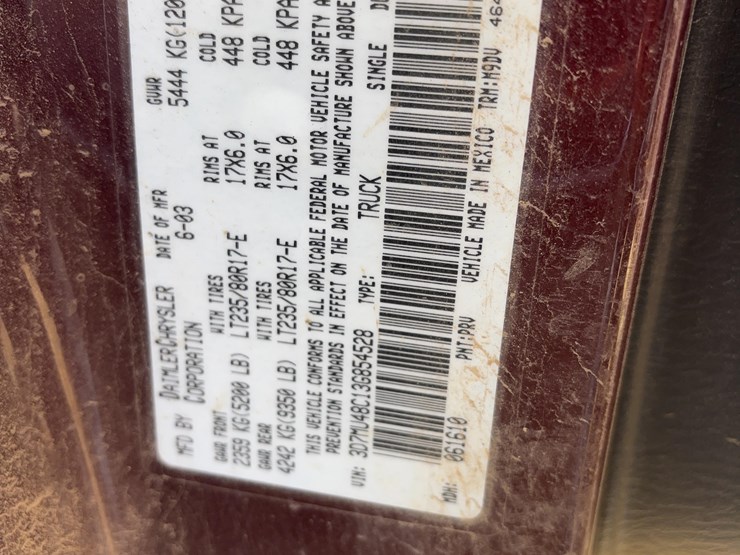 MFD BY DAIMLERCHRYSLER CORPORATION
DATE OF MFR 6-03
GVWR 5444 KG(120
GAWR FRONT WITH TIRES RIMS AT COLD
2359 KG(5200 LB) LT235/80R17-E 17X6.0 448 KPA
GAWR REAR WITH TIRES RIMS AT COLD
4242 KG(9350 LB) LT235/80R17-E 17X6.0 448 KPA
THIS VEHICLE CONFORMS TO ALL APPLICABLE FEDERAL MOTOR VEHICLE SAFETY A
PREVENTION STANDARDS IN EFFECT ON THE DATE OF MANUFACTURE SHOWN ABOVE
VIN: 3D7MU48C13G854528 TYPE: TRUCK SINGLE
MDH: 061610 PNT:PRV VEHICLE MADE IN MEXICO TRM:M9DV 464